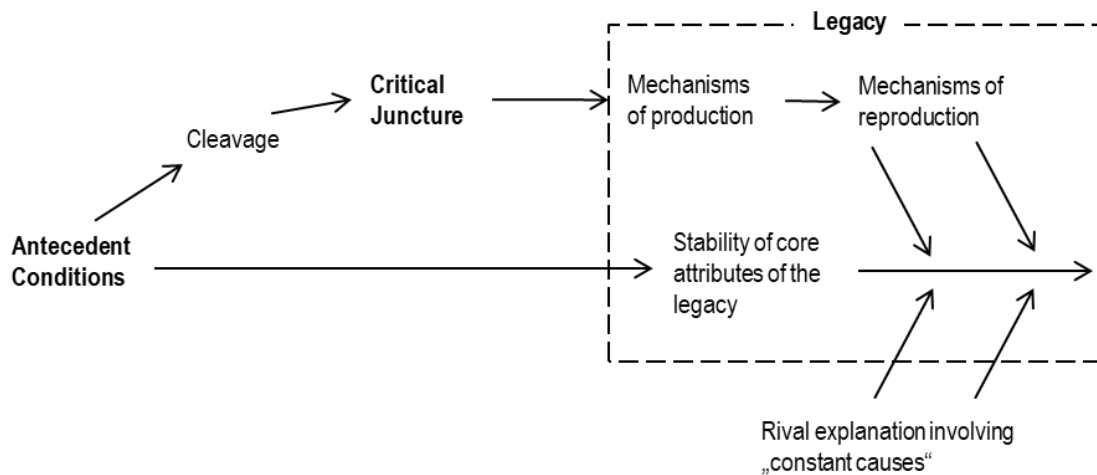 Legacy
Critical
Juncture
Mechanisms
of production
Mechanisms of
reproduction
Cleavage
Antecedent
Conditions
Stability of core
attributes of the
legacy
Rival explanation involving
„constant causes“